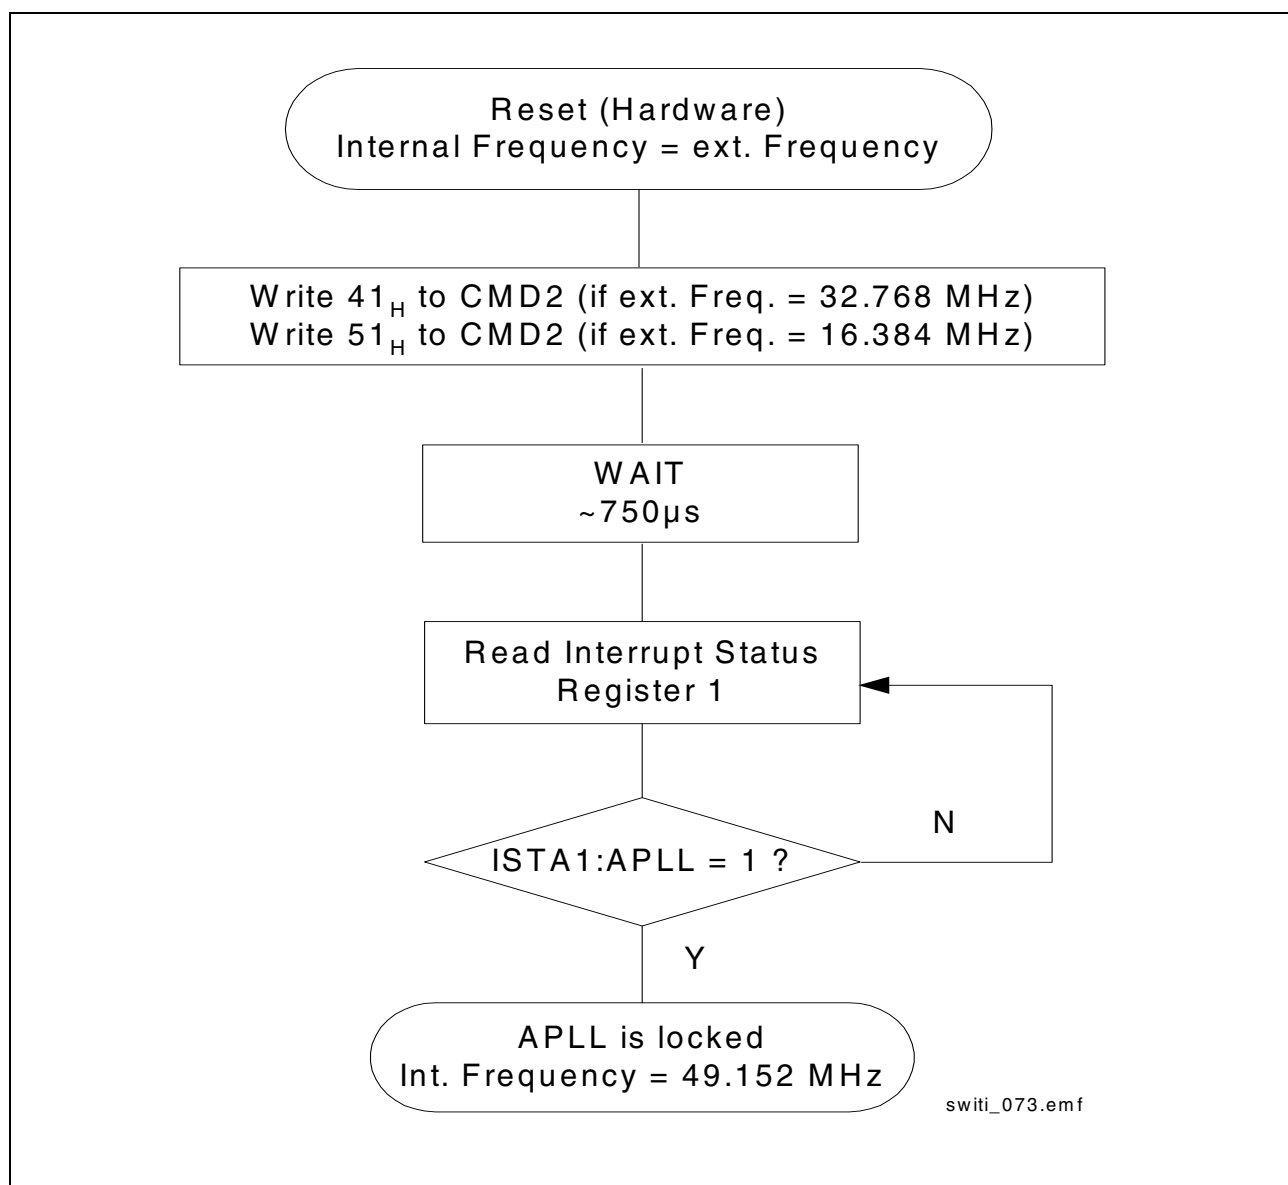 Reset (Hardware)
Internal Frequency = ext. Frequency
Write 41H to CMD2 (if ext. Freq. = 32.768 MHz)
Write 51H to CMD2 (if ext. Freq. = 16.384 MHz)
WAIT
~750µs
Read Interrupt Status
Register 1
N
ISTA1:APLL = 1 ?
Y
APLL is locked
Int. Frequency = 49.152 MHz
switi_073.emf